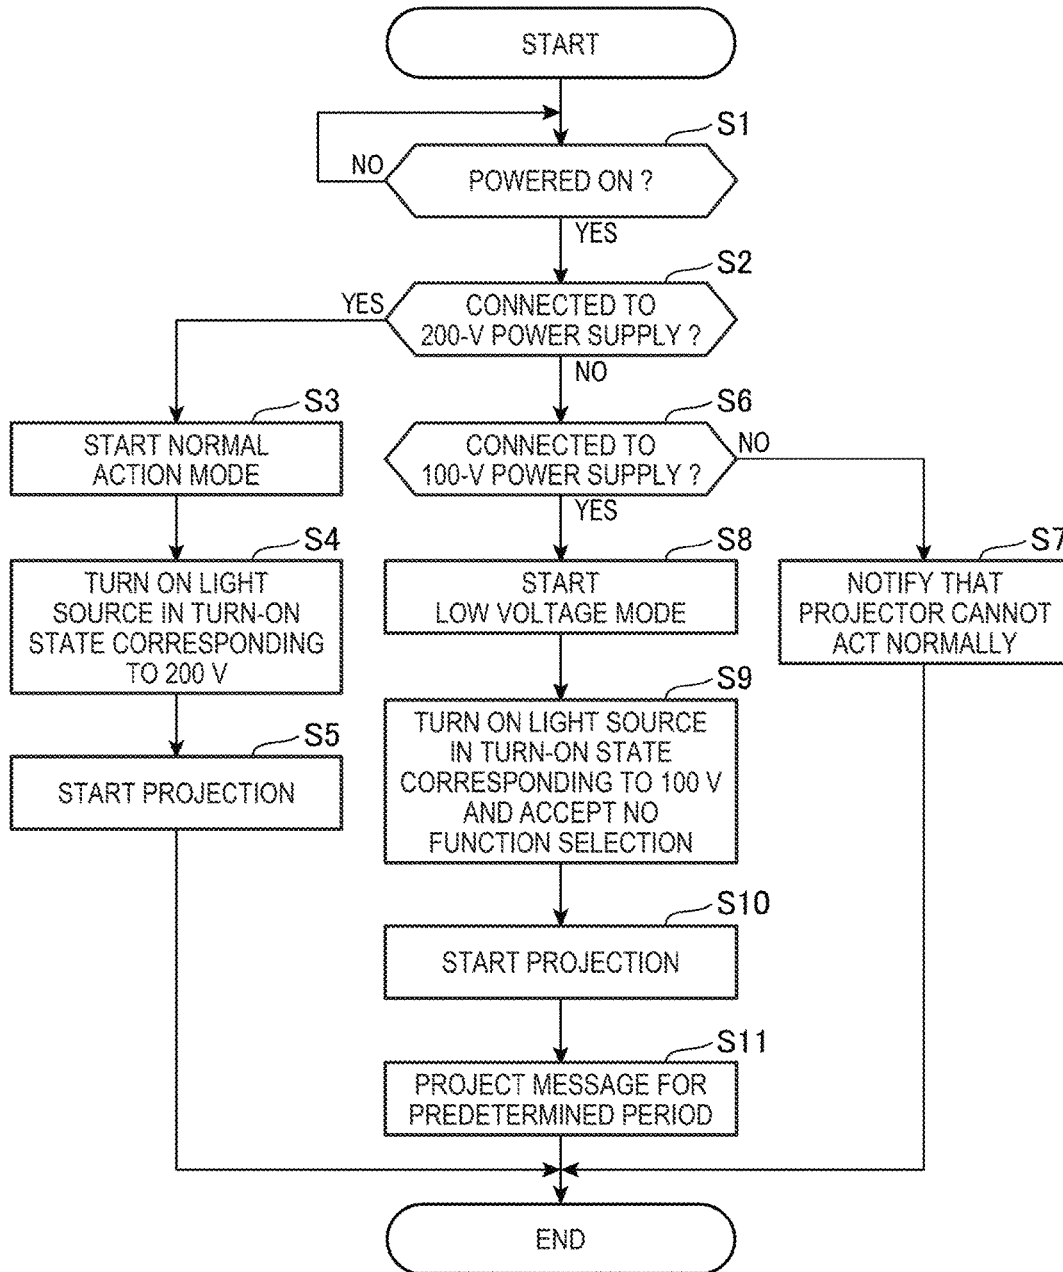 START
S1
NO
POWERED ON ?
YES
S2
YES
CONNECTED TO
200-V POWER SUPPLY ?
NO
S3
START NORMAL
ACTION MODE
S6
CONNECTED TO
100-V POWER SUPPLY ?
NO
YES
S4
TURN ON LIGHT
SOURCE IN TURN-ON
STATE CORRESPONDING
TO 200 V
S8
START
LOW VOLTAGE MODE
S7
NOTIFY THAT
PROJECTOR CANNOT
ACT NORMALLY
S5
START PROJECTION
S9
TURN ON LIGHT SOURCE
IN TURN-ON STATE
CORRESPONDING TO 100 V
AND ACCEPT NO
FUNCTION SELECTION
S10
START PROJECTION
S11
PROJECT MESSAGE FOR
PREDETERMINED PERIOD
END